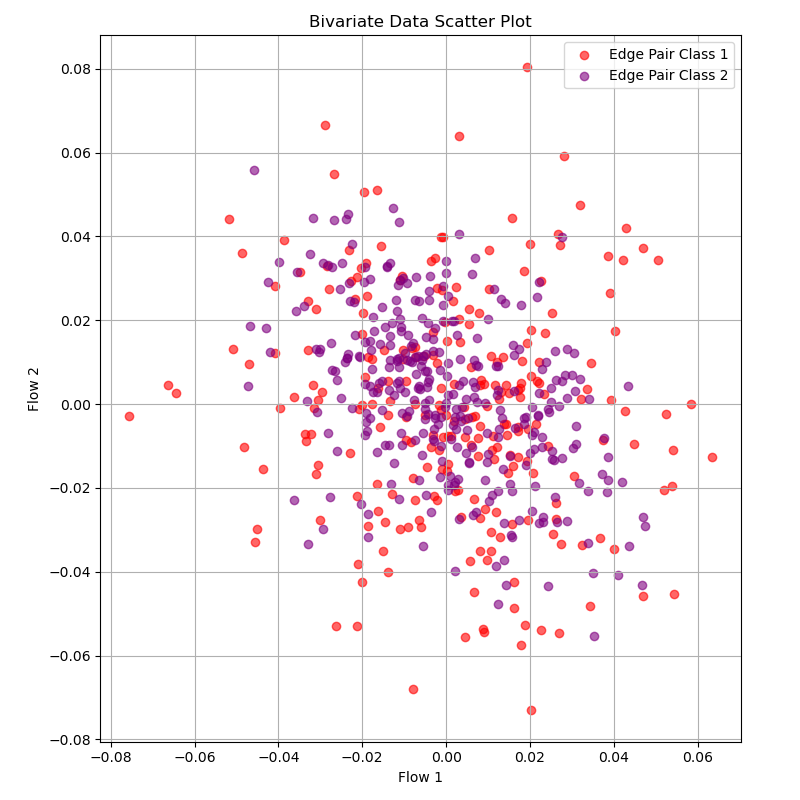 Bivariate Data Scatter Plot
Edge Pair Class 1
Edge Pair Class 2
0.08
0.06
0.04
0.02
0.00
−0.02
−0.04
−0.06
−0.08
Flow 2
−0.08 −0.06 −0.04 −0.02 0.00 0.02 0.04 0.06
Flow 1